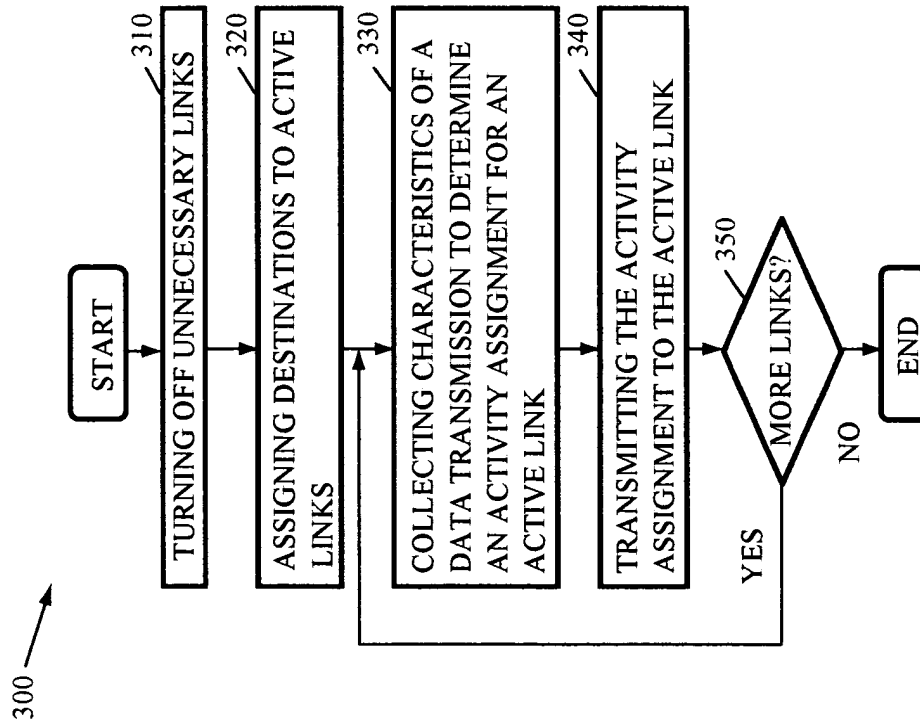 300
START
310
TURNING OFF UNNECESSARY LINKS
320
ASSIGNING DESTINATIONS TO ACTIVE
LINKS
330
COLLECTING CHARACTERISTICS OF A
DATA TRANSMISSION TO DETERMINE
AN ACTIVITY ASSIGNMENT FOR AN
ACTIVE LINK
340
TRANSMITTING THE ACTIVITY
ASSIGNMENT TO THE ACTIVE LINK
350
MORE LINKS?
YES
NO
END